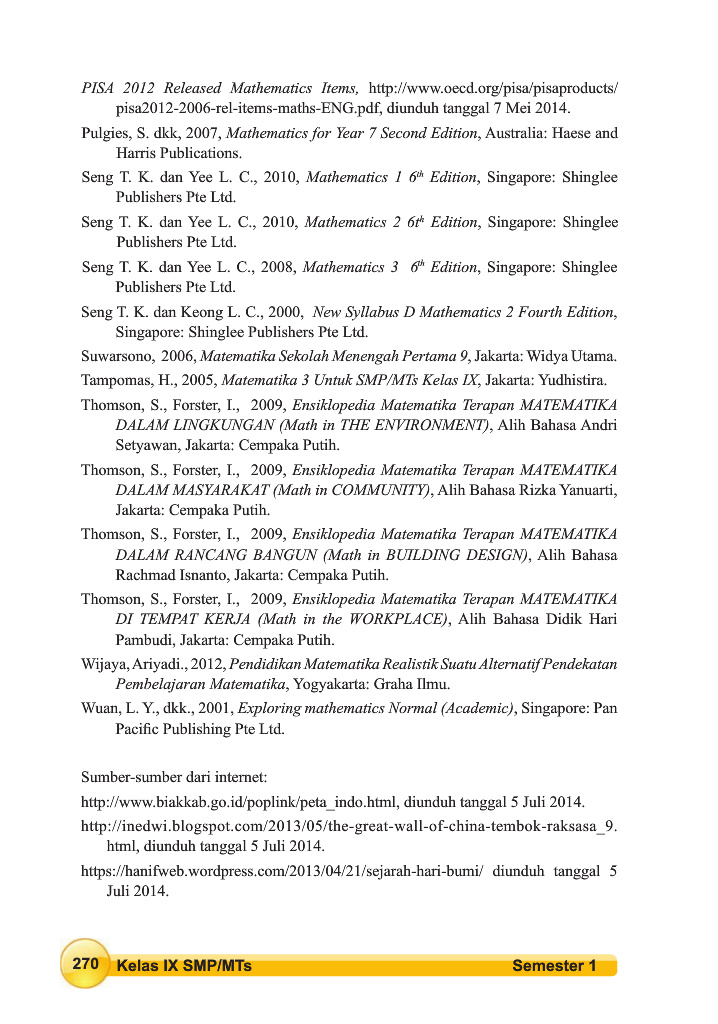 PISA 2012 Released Mathematics Items, http://www.oecd.org/pisa/pisaproducts/
pisa2012-2006-rel-items-maths-ENG.pdf, diunduh tanggal 7 Mei 2014.
Pulgies, S. dkk, 2007, Mathematics for Year 7 Second Edition, Australia: Haese and
Harris Publications.
Seng T. K. dan Yee L. C., 2010, Mathematics 1 6th Edition, Singapore: Shinglee
Publishers Pte Ltd.
Seng T. K. dan Yee L. C., 2010, Mathematics 2 6th Edition, Singapore: Shinglee
Publishers Pte Ltd.
Seng T. K. dan Yee L. C., 2008, Mathematics 3 6th Edition, Singapore: Shinglee
Publishers Pte Ltd.
Seng T. K. dan Keong L. C., 2000, New Syllabus D Mathematics 2 Fourth Edition,
Singapore: Shinglee Publishers Pte Ltd.
Suwarsono, 2006, Matematika Sekolah Menengah Pertama 9, Jakarta: Widya Utama.
Tampomas, H., 2005, Matematika 3 Untuk SMP/MTs Kelas IX, Jakarta: Yudhistira.
Thomson, S., Forster, I., 2009, Ensiklopedia Matematika Terapan MATEMATIKA
DALAM LINGKUNGAN (Math in THE ENVIRONMENT), Alih Bahasa Andri
Setyawan, Jakarta: Cempaka Putih.
Thomson, S., Forster, I., 2009, Ensiklopedia Matematika Terapan MATEMATIKA
DALAM MASYARAKAT (Math in COMMUNITY), Alih Bahasa Rizka Yanuarti,
Jakarta: Cempaka Putih.
Thomson, S., Forster, I., 2009, Ensiklopedia Matematika Terapan MATEMATIKA
DALAM RANCANG BANGUN (Math in BUILDING DESIGN), Alih Bahasa
Rachmad Isnanto, Jakarta: Cempaka Putih.
Thomson, S., Forster, I., 2009, Ensiklopedia Matematika Terapan MATEMATIKA
DI TEMPAT KERJA (Math in the WORKPLACE), Alih Bahasa Didik Hari
Pambudi, Jakarta: Cempaka Putih.
Wijaya, Ariyadi., 2012, Pendidikan Matematika Realistik Suatu Alternatif Pendekatan
Pembelajaran Matematika, Yogyakarta: Graha Ilmu.
Wuan, L. Y., dkk., 2001, Exploring mathematics Normal (Academic), Singapore: Pan
Pacific Publishing Pte Ltd.
Sumber-sumber dari internet:
http://www.biakkab.go.id/poplink/peta_indo.html, diunduh tanggal 5 Juli 2014.
http://inedwi.blogspot.com/2013/05/the-great-wall-of-china-tembok-raksasa_9.
html, diunduh tanggal 5 Juli 2014.
https://hanifweb.wordpress.com/2013/04/21/sejarah-hari-bumi/ diunduh tanggal 5
Juli 2014.
270 Kelas IX SMP/MTs Semester 1